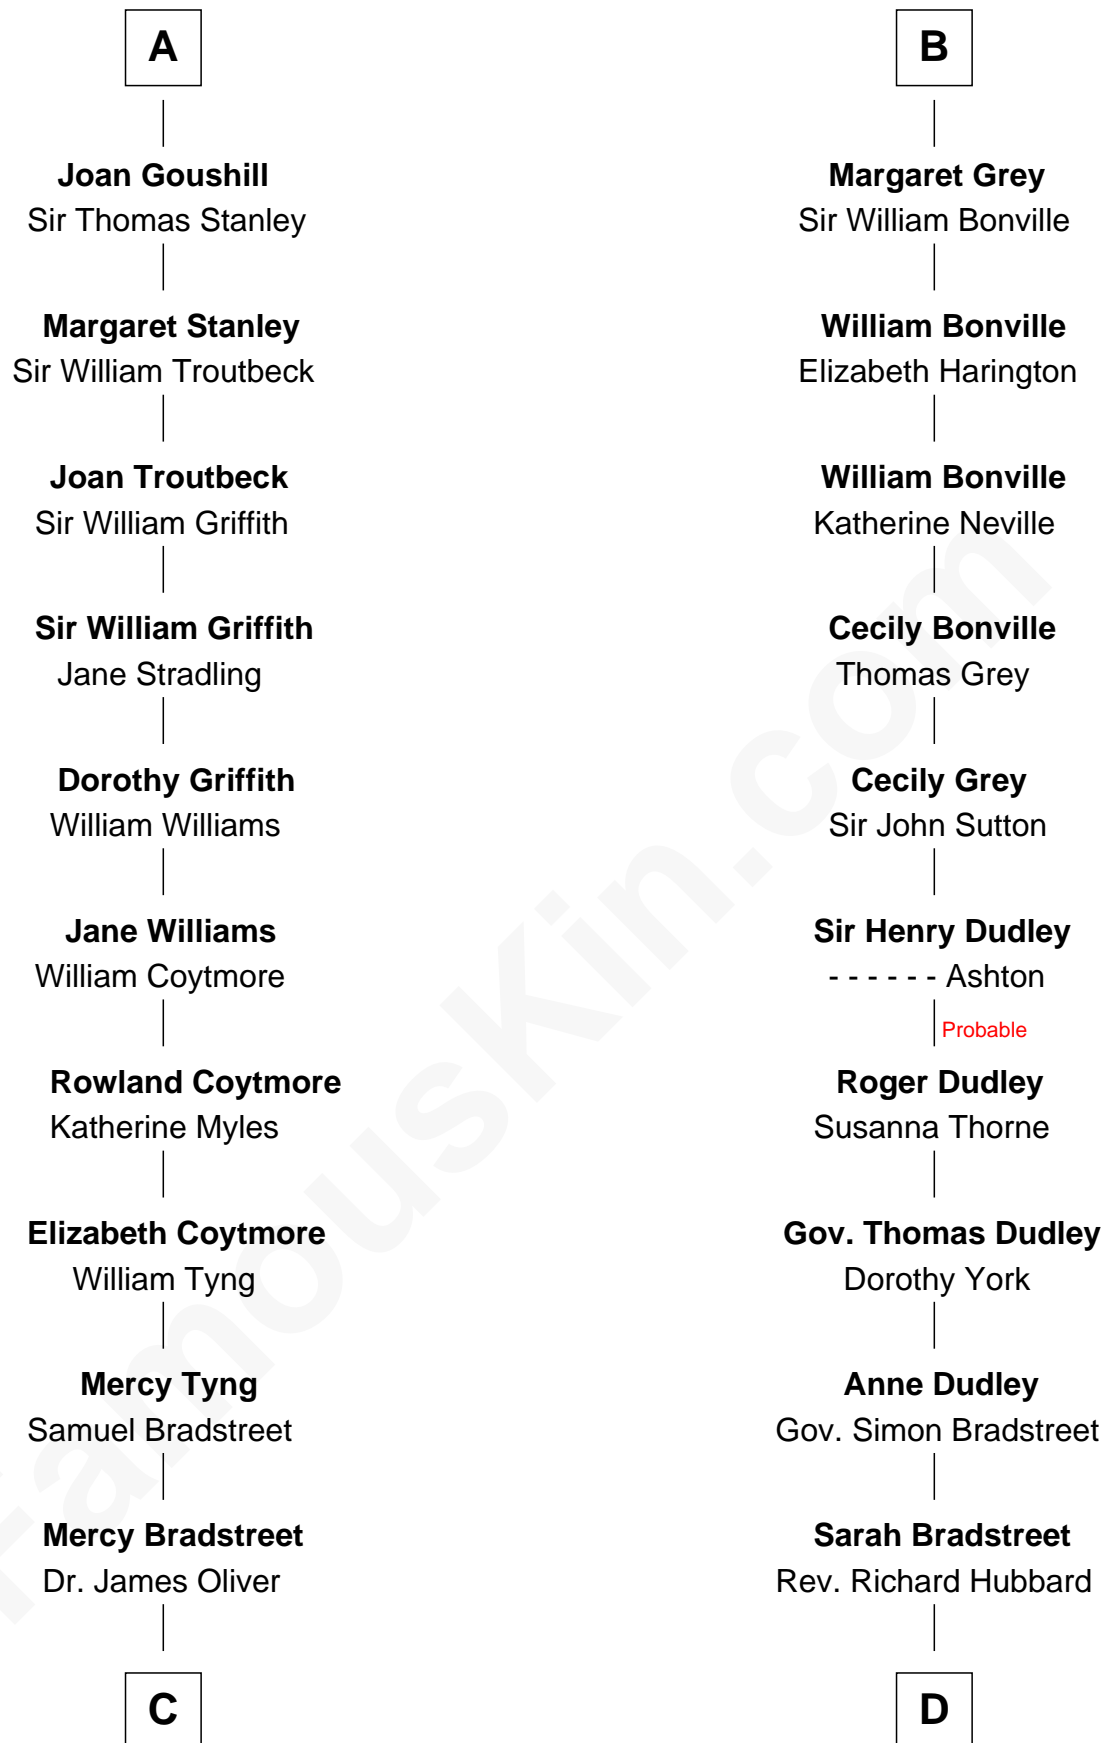 A
Joan Goushill
Sir Thomas Stanley
Margaret Stanley
Sir William Troutbeck
Joan Troutbeck
Sir William Griffith
Sir William Griffith
Jane Stradling
Dorothy Griffith
William Williams
Jane Williams
William Coytmore
Rowland Coytmore
Katherine Myles
Elizabeth Coytmore
William Tyng
Mercy Tyng
Samuel Bradstreet
Mercy Bradstreet
Dr. James Oliver
C
B
Margaret Grey
Sir William Bonville
William Bonville
Elizabeth Harington
William Bonville
Katherine Neville
Cecily Bonville
Thomas Grey
Cecily Grey
Sir John Sutton
Sir Henry Dudley
- - - - - - Ashton
Probable
Roger Dudley
Susanna Thorne
Gov. Thomas Dudley
Dorothy York
Anne Dudley
Gov. Simon Bradstreet
Sarah Bradstreet
Rev. Richard Hubbard
D
FamousKin.com